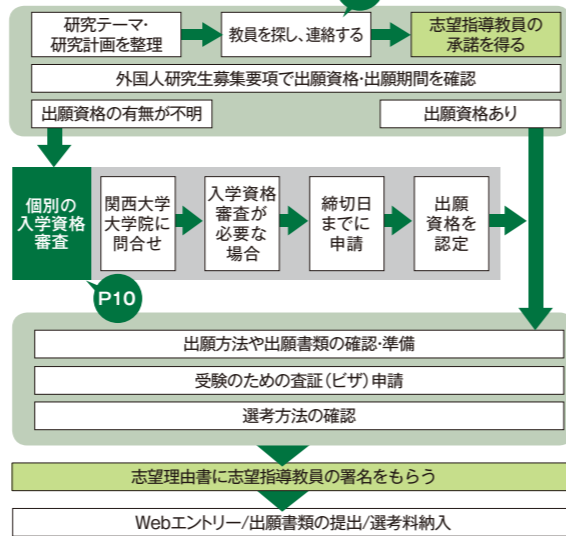 研究テーマ・
研究計画を整理
教員を探し、連絡する
志望指導教員の
承諾を得る
外国人研究生募集要項で出願資格・出願期間を確認
出願資格の有無が不明
出願資格あり
個別の
入学資格
審査
関西大学
大学院に
問合せ
入学資格
審査が
必要な
場合
締切日
までに
申請
出願
資格を
認定
P10
出願方法や出願書類の確認・準備
受験のための査証（ビザ）申請
選考方法の確認
志望理由書に志望指導教員の署名をもらう
Webエントリー/出願書類の提出/選考料納入